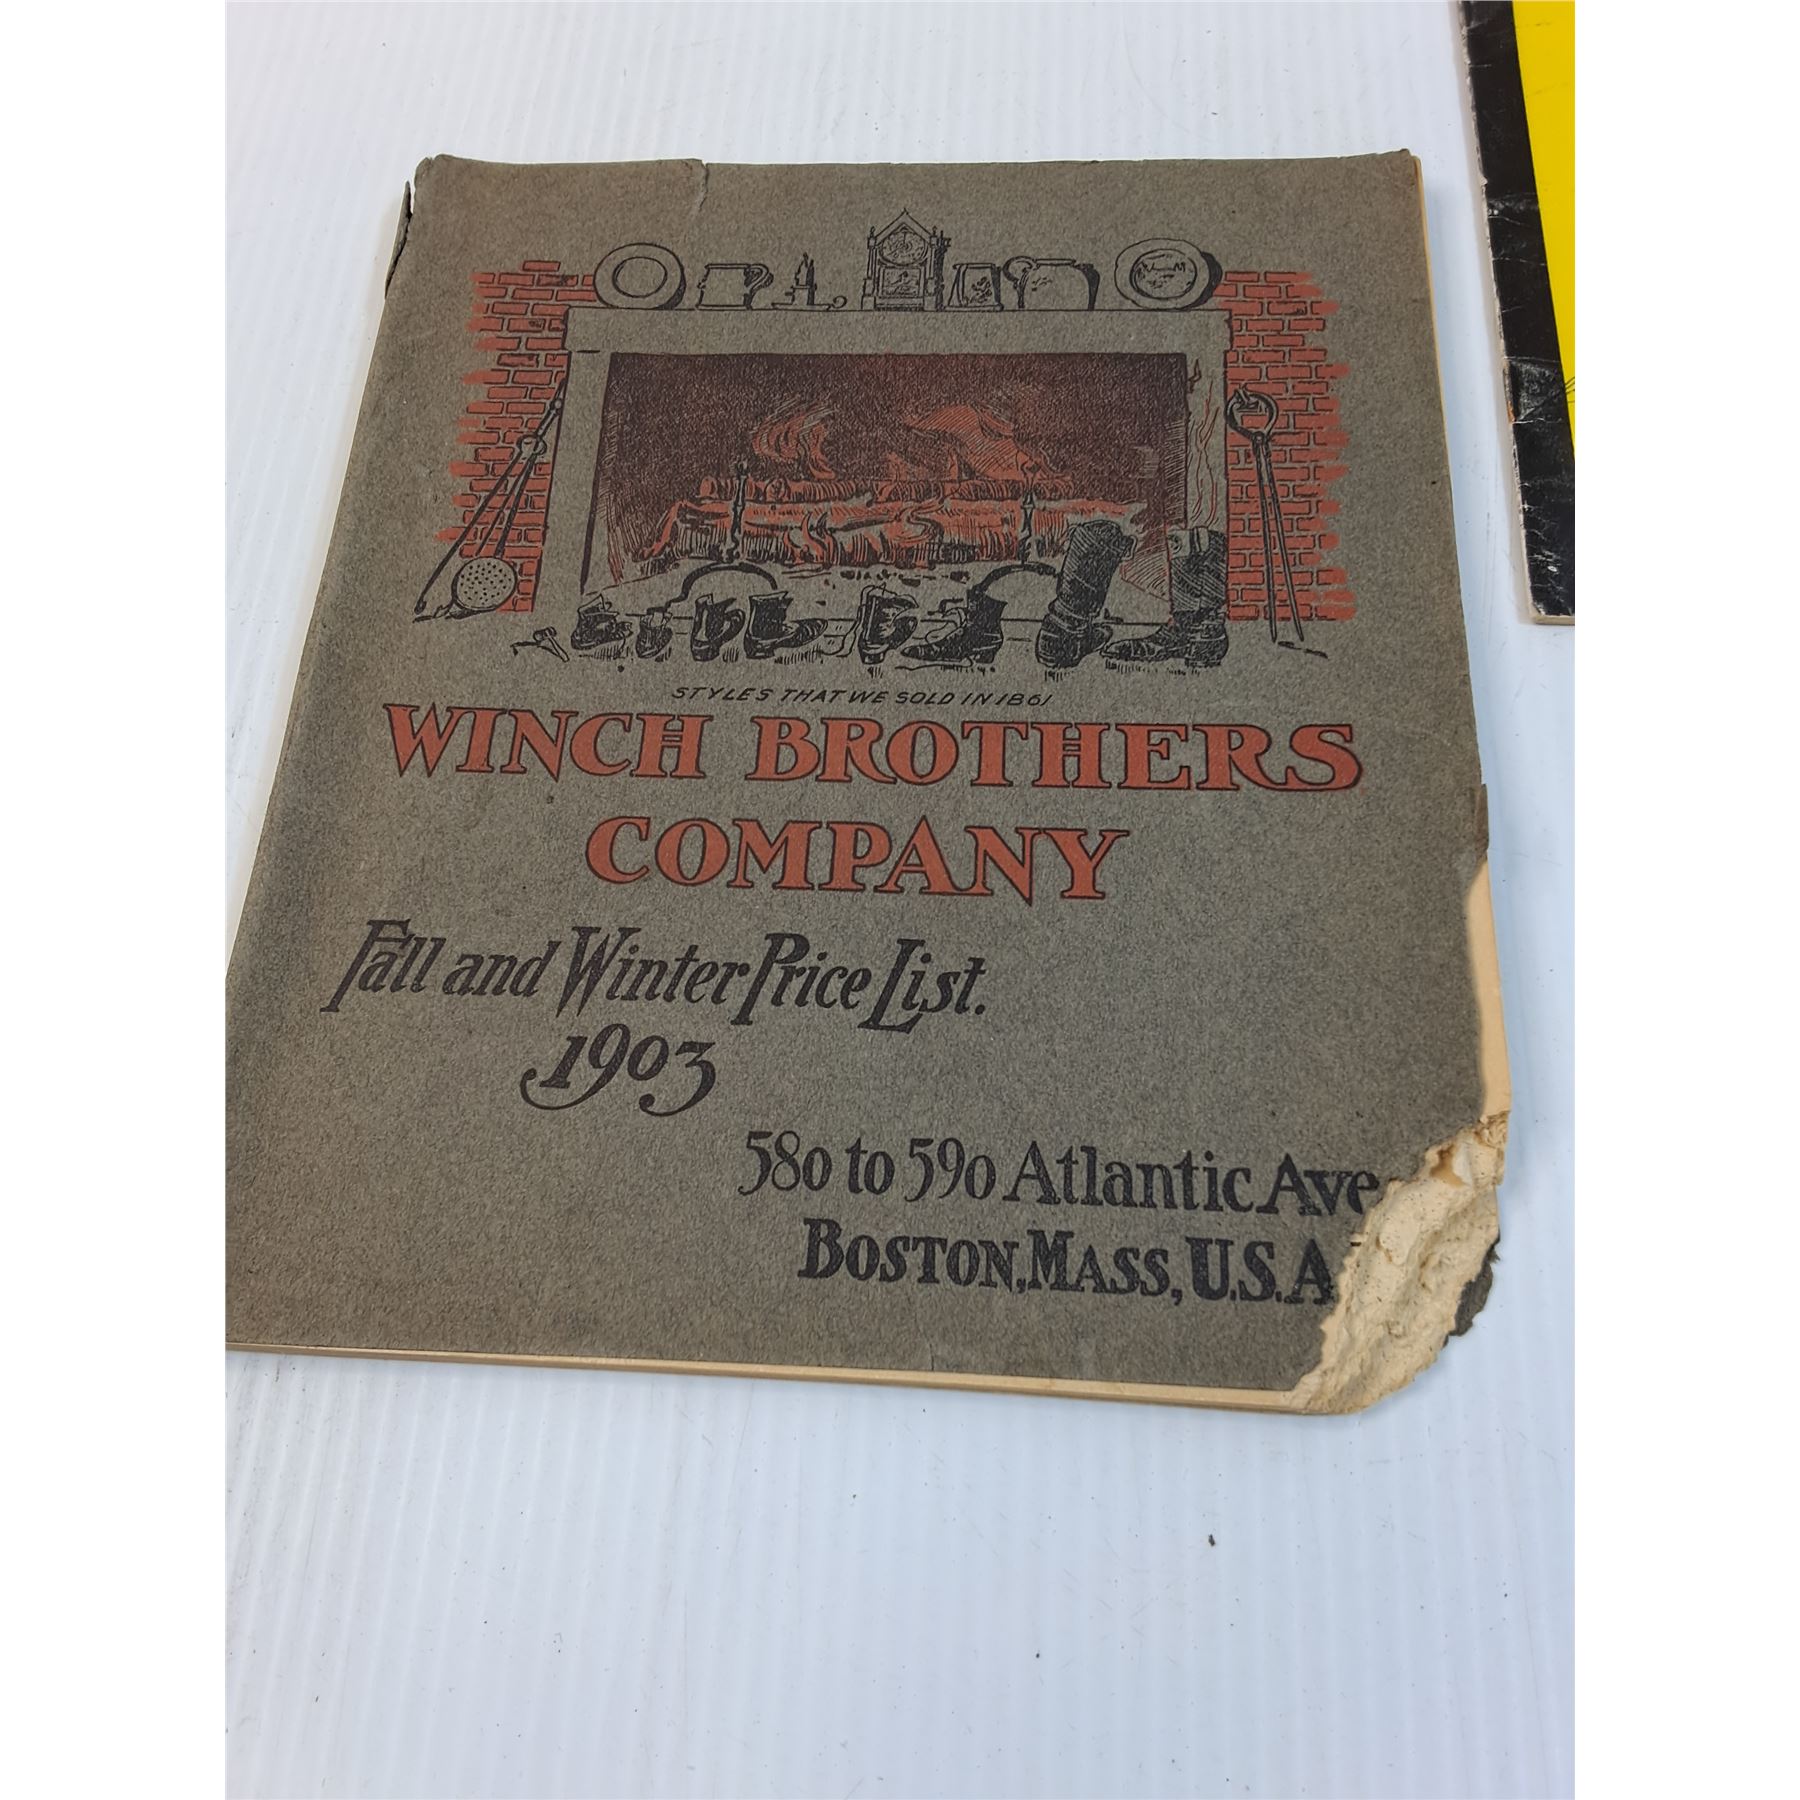 STYLES THAT WE SOLD IN 1861
WINCH BROTHERS
COMPANY
Fall and Winter Price List.
1903
580 to 590 Atlantic Ave
BOSTON, MASS, U.S.A